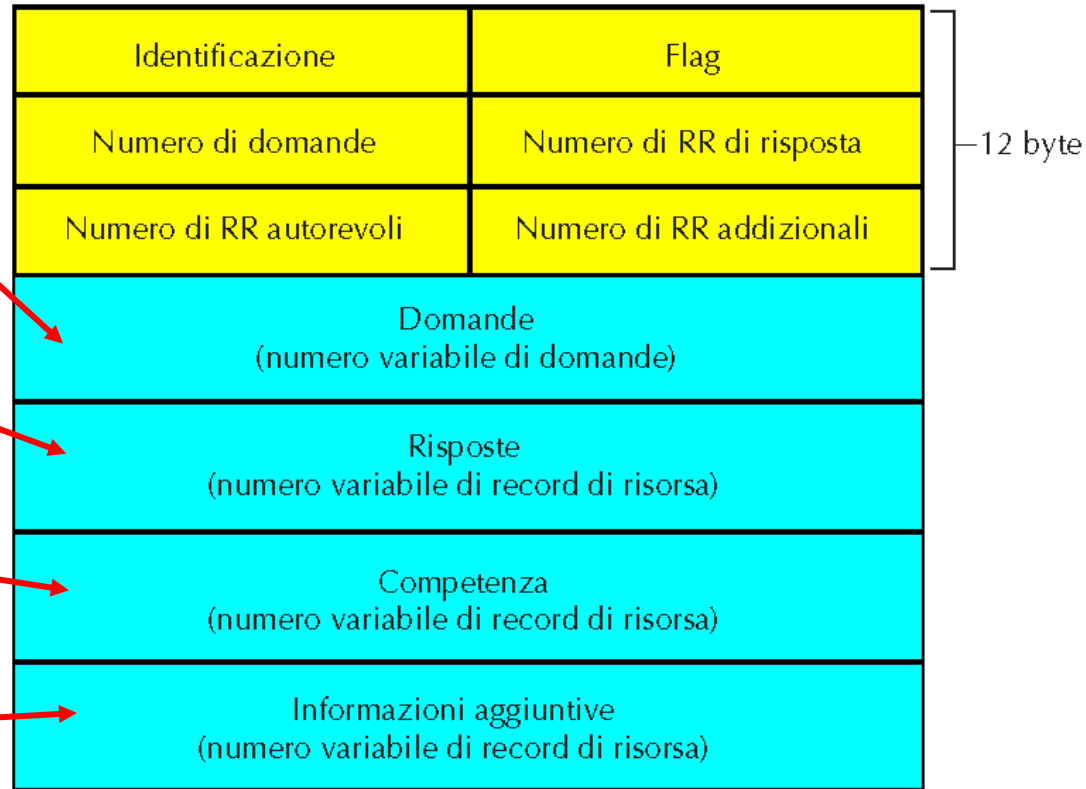 Identificazione
Flag
Numero di domande
Numero di RR di risposta
12 byte
Numero di RR autorevoli
Numero di RR addizionali
Domande
(numero variabile di domande)
Risposte
(numero variabile di record di risorsa)
Competenza
(numero variabile di record di risorsa)
Informazioni aggiuntive
(numero variabile di record di risorsa)